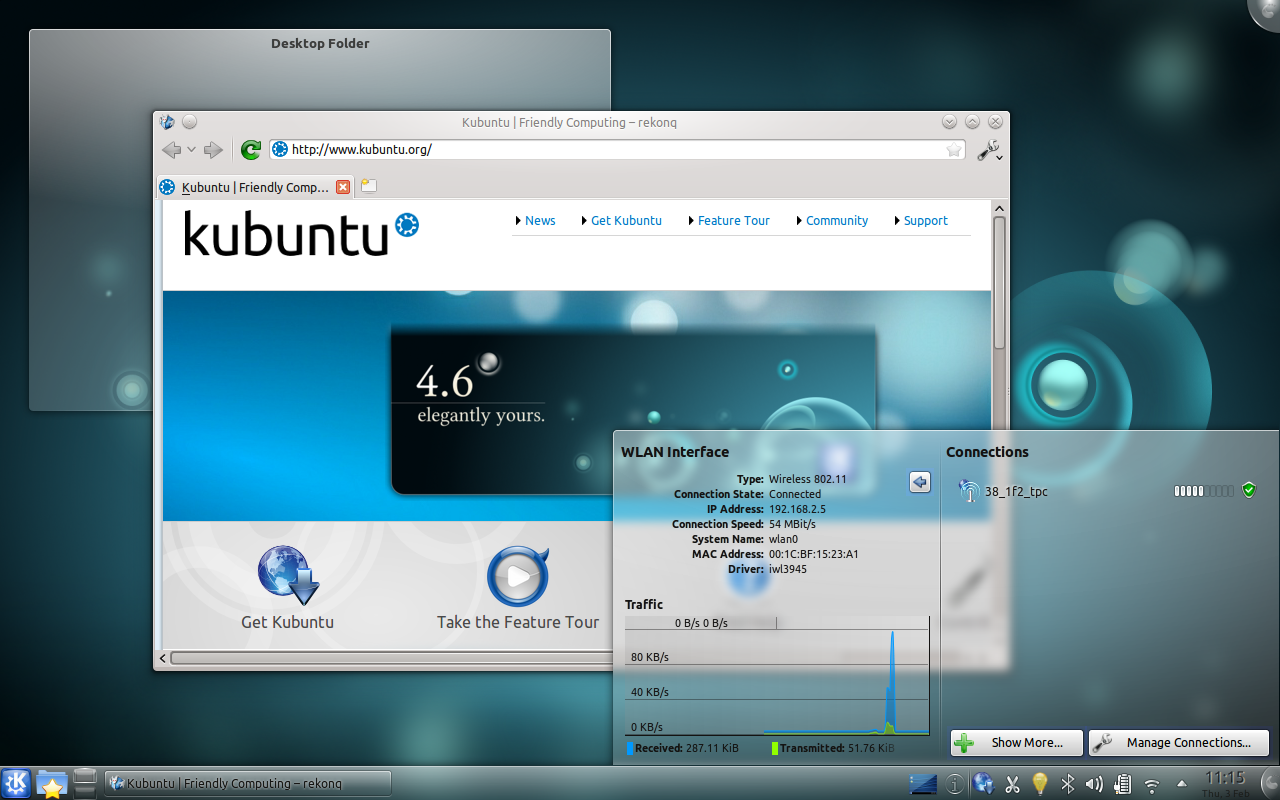 Desktop Folder
Kubuntu | Friendly Computing – rekonq
http://www.kubuntu.org/
Kubuntu | Friendly Comp...
kubuntu
News
Get Kubuntu
Feature Tour
Community
Support
4.6
elegantly yours.
Get Kubuntu
Take the Feature Tour
WLAN Interface
Type: Wireless 802.11
Connection State: Connected
IP Address: 192.168.2.5
Connection Speed: 54 MBit/s
System Name: wlan0
MAC Address: 00:1C:BF:15:23:A1
Driver: iwl3945
Traffic
0 B/s 0 B/s
80 KB/s
40 KB/s
0 KB/s
Received: 287.11 KiB
Transmitted: 51.76 KiB
Connections
38_1f2_tpc
Show More...
Manage Connections...
Kubuntu | Friendly Computing – rekonq
11:15
Thu, 3 Feb